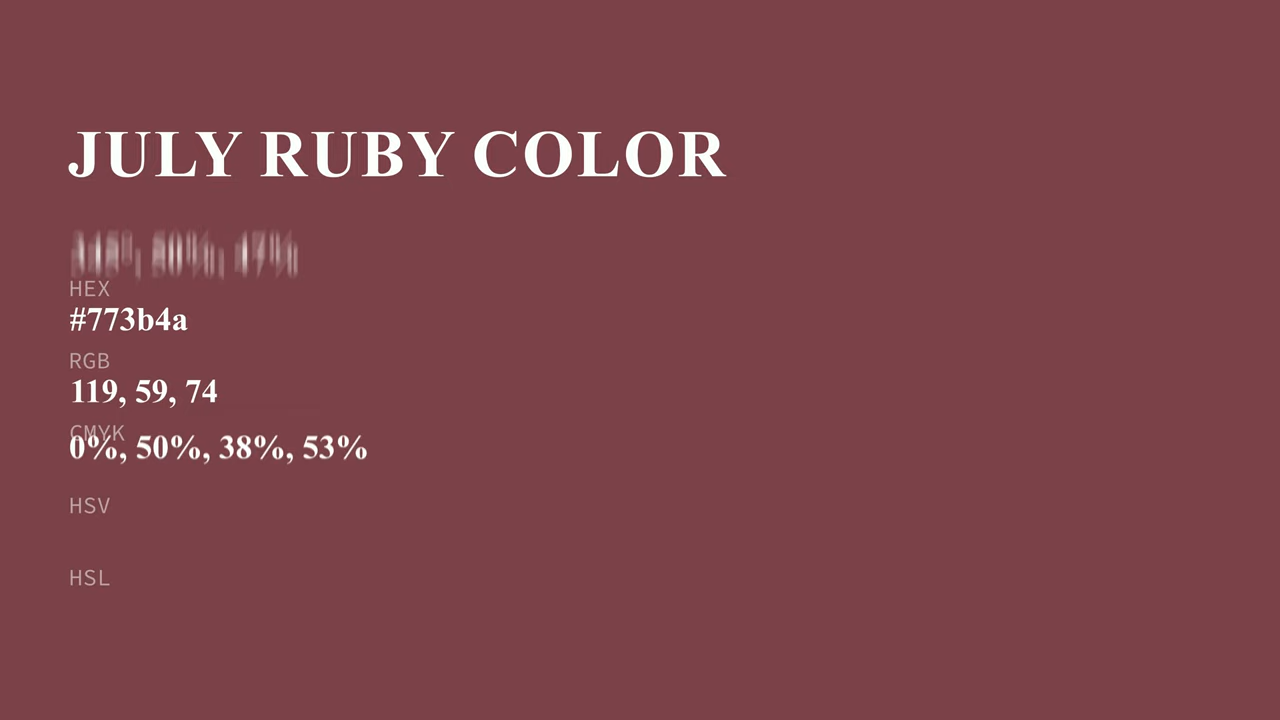 JULY RUBY COLOR
HEX
#773b4a
RGB
119, 59, 74
CMYK
0%, 50%, 38%, 53%
HSV
HSL